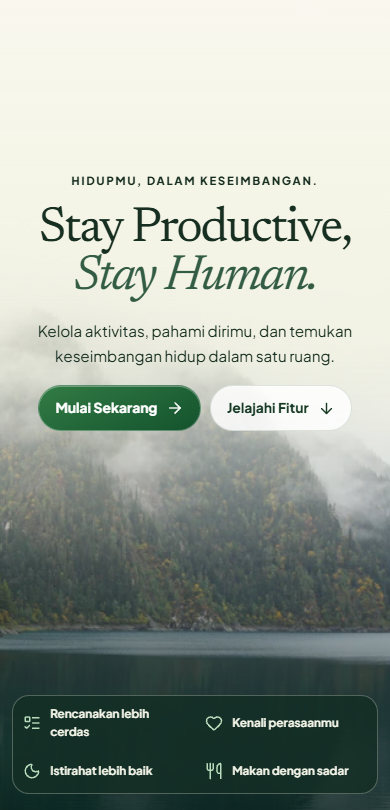 HIDUPMU, DALAM KESEIMBANGAN.
Stay Productive,
Stay Human.
Kelola aktivitas, pahami dirimu, dan temukan
keseimbangan hidup dalam satu ruang.
Mulai Sekarang
Jelajahi Fitur
Rencanakan lebih
cerdas
Kenali perasaanmu
Istirahat lebih baik
Makan dengan sadar